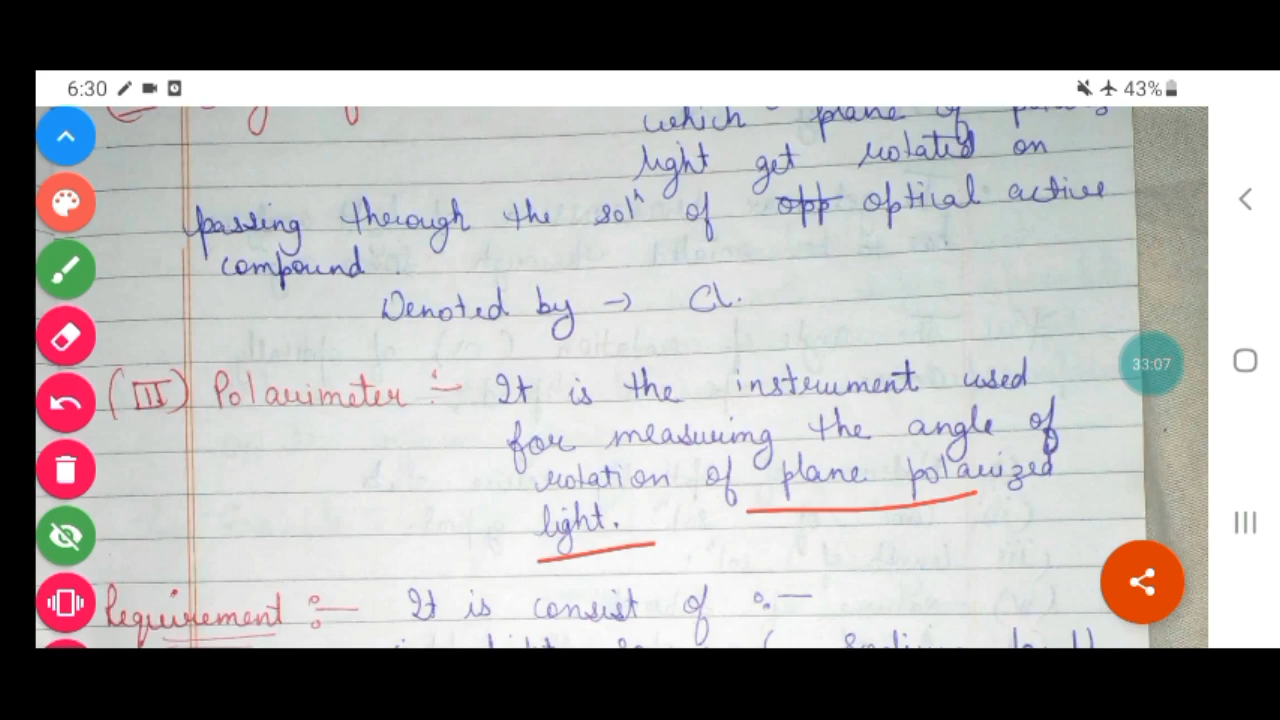 6:30
43%
which plane of
light get rotated on
passing through the solⁿ of opp optical active
compound
Denoted by → α.
33:07
(III) Polarimeter :- It is the instrument used
for measuring the angle of
rotation of plane polarized
light.
Requirement :- It is consist of :-